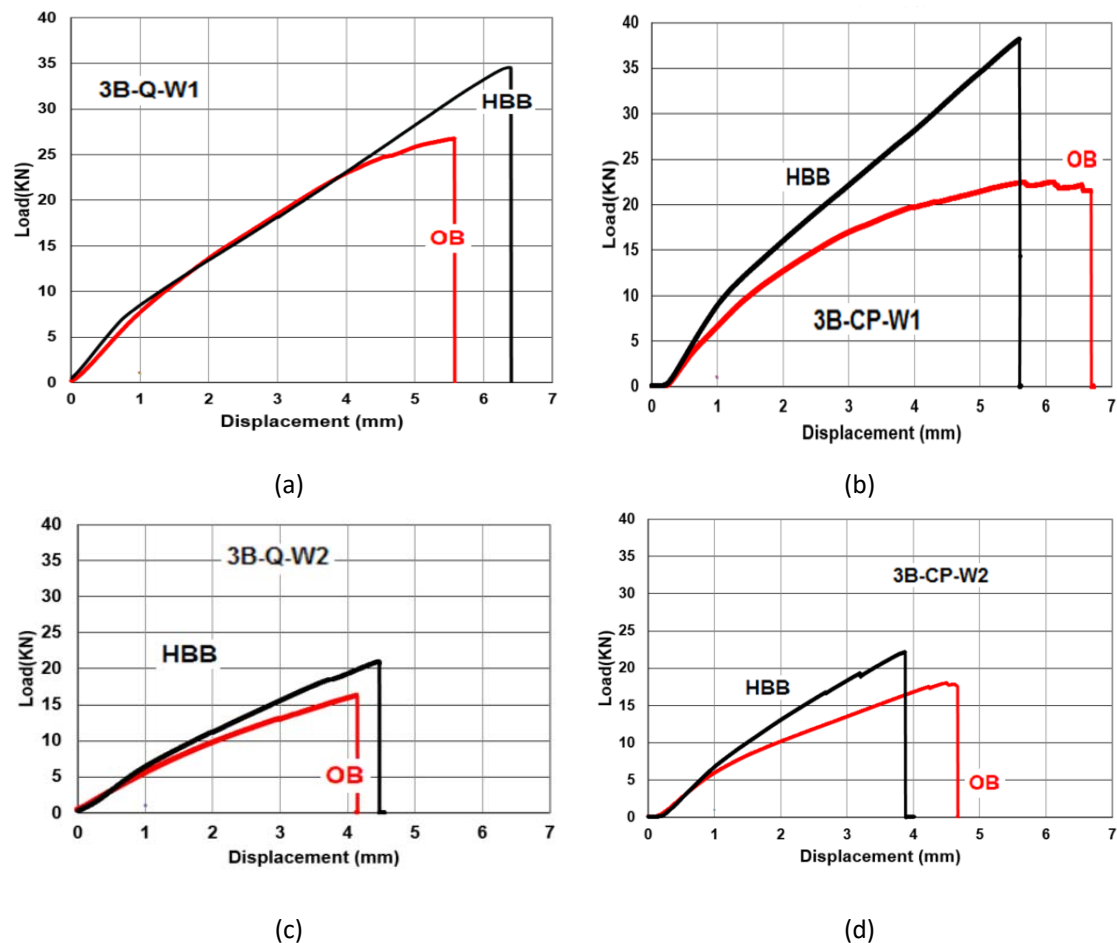 40
35
30
25
20
15
10
5
0
Load(KN)
3B-Q-W1
HBB
OB
0 1 2 3 4 5 6 7
Displacement (mm)
(a)
40
35
30
25
20
15
10
5
0
Load(KN)
HBB
OB
3B-CP-W1
0 1 2 3 4 5 6 7
Displacement (mm)
(b)
40
35
30
25
20
15
10
5
0
Load(KN)
3B-Q-W2
HBB
OB
0 1 2 3 4 5 6 7
Displacement (mm)
(c)
40
35
30
25
20
15
10
5
0
Load(KN)
3B-CP-W2
HBB
OB
0 1 2 3 4 5 6 7
Displacement (mm)
(d)